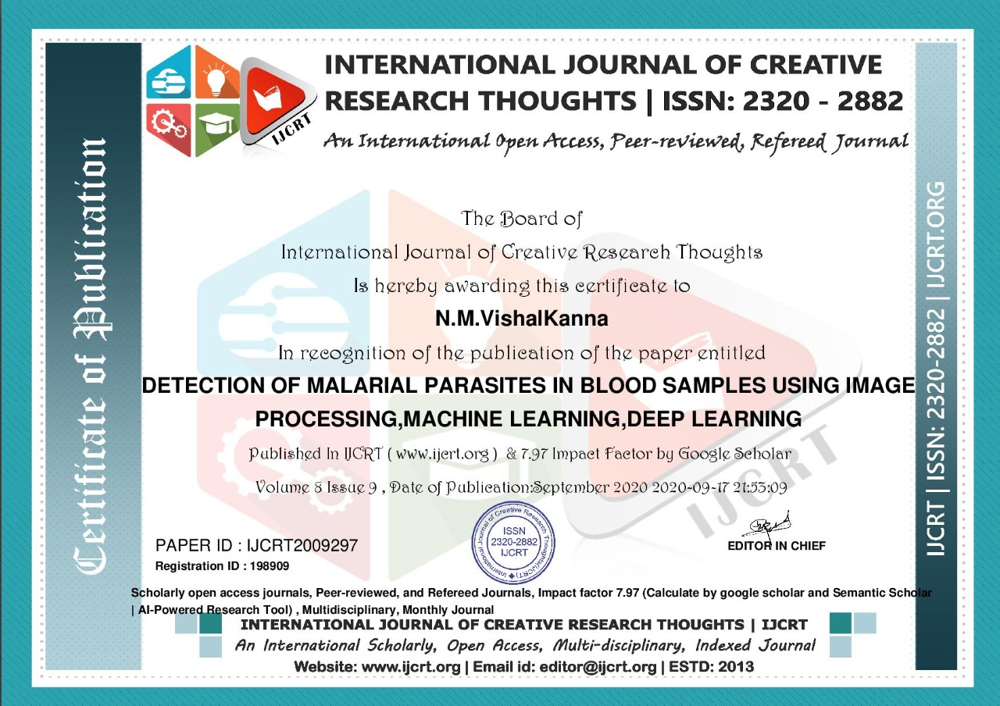 Certificate of Publication
IJCRT
INTERNATIONAL JOURNAL OF CREATIVE
RESEARCH THOUGHTS | ISSN: 2320 - 2882
An International Open Access, Peer-reviewed, Refereed Journal
The Board of
International Journal of Creative Research Thoughts
Is hereby awarding this certificate to
N.M.VishalKanna
In recognition of the publication of the paper entitled
DETECTION OF MALARIAL PARASITES IN BLOOD SAMPLES USING IMAGE
PROCESSING,MACHINE LEARNING,DEEP LEARNING
Published In IJCRT ( www.ijcrt.org ) & 7.97 Impact Factor by Google Scholar
Volume 8 Issue 9 , Date of Publication:September 2020 2020-09-17 21:53:09
IJCRT
PAPER ID : IJCRT2009297
Registration ID : 198909
International Journal of Creative Research Thoughts(IJCRT)
ISSN
2320-2882
IJCRT
EDITOR IN CHIEF
Scholarly open access journals, Peer-reviewed, and Refereed Journals, Impact factor 7.97 (Calculate by google scholar and Semantic Scholar
| AI-Powered Research Tool) , Multidisciplinary, Monthly Journal
INTERNATIONAL JOURNAL OF CREATIVE RESEARCH THOUGHTS | IJCRT
An International Scholarly, Open Access, Multi-disciplinary, Indexed Journal
Website: www.ijcrt.org | Email id: editor@ijcrt.org | ESTD: 2013
IJCRT | ISSN: 2320-2882 | IJCRT.ORG